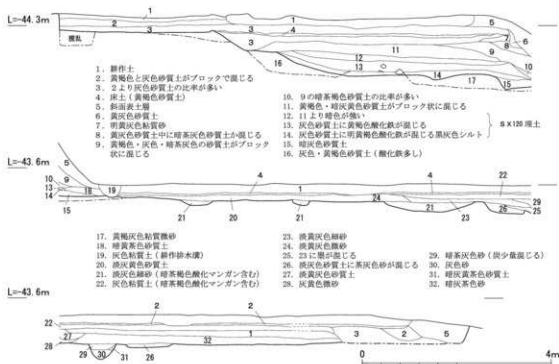 L=-44.3m
攪乱
1．耕作土
2．黄褐色と灰色砂質土がブロックで混じる
3．2より灰色砂質土の比率が多い
4．床土（黄褐色砂質土）
5．斜面表土層
6．黄灰色砂質土
7．明黄灰色粘質砂
8．黄灰色砂質土中に暗茶灰色砂質土が混じる
9．黄褐色・灰色・暗茶灰色の砂質土がブロック
状に混じる
10．9の暗茶褐色砂質土の比率が多い
11．黄褐色・暗灰黄色砂質土がブロック状に混じる
12．11より暗色が強い
13．灰色砂質土に黄褐色酸化鉄が混じる
14．灰色砂質土に明黄褐色酸化鉄が混じる黒灰色シルト
15．暗灰色砂質土
16．灰色・黄褐色砂質土（酸化鉄多し）
SX120埋土
L=-43.6m
17．黄褐灰色粘質微砂
18．暗黄茶色砂質土
19．灰色粘質土（耕作排水溝）
20．淡灰黄色砂質土
21．淡灰色細砂（暗茶褐色酸化マンガン含む）
22．灰色粘質土（暗茶褐色酸化マンガン含む）
23．淡黄灰色細砂
24．淡黄灰色微砂
25．23に墨が混じる
26．淡灰色砂質土に茶灰色砂が混じる
27．淡黄灰色砂質土
28．灰黄色微砂
29．暗茶灰色砂（炭少量混じる）
30．灰色砂
31．暗灰黄茶色砂質土
32．暗灰茶色砂
L=-43.6m
0 4m